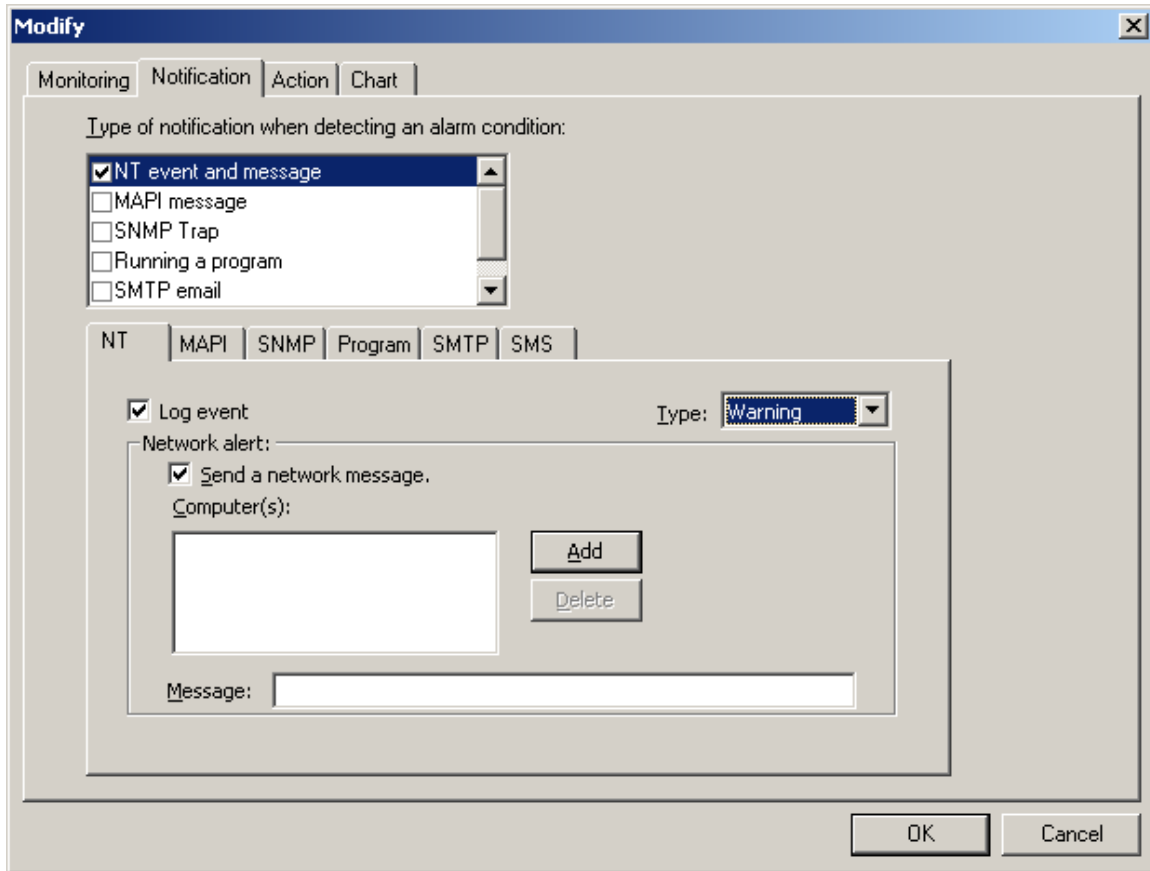 Modify
Monitoring Notification Action Chart
Type of notification when detecting an alarm condition:
NT event and message
MAPI message
SNMP Trap
Running a program
SMTP email
NT MAPI SNMP Program SMTP SMS
Log event Type: Warning
Network alert:
Send a network message.
Computer(s):
Add
Delete
Message:
OK Cancel